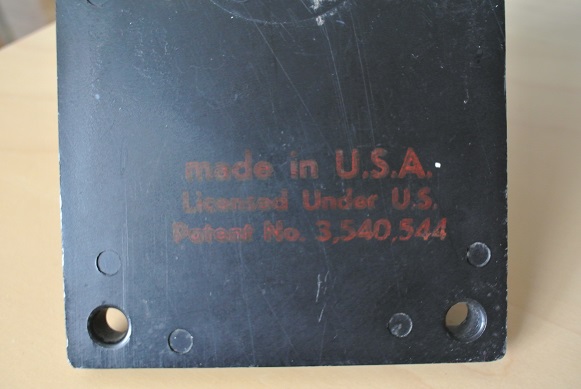 made in U.S.A.
Licensed Under U.S.
Patent No. 3,540,544